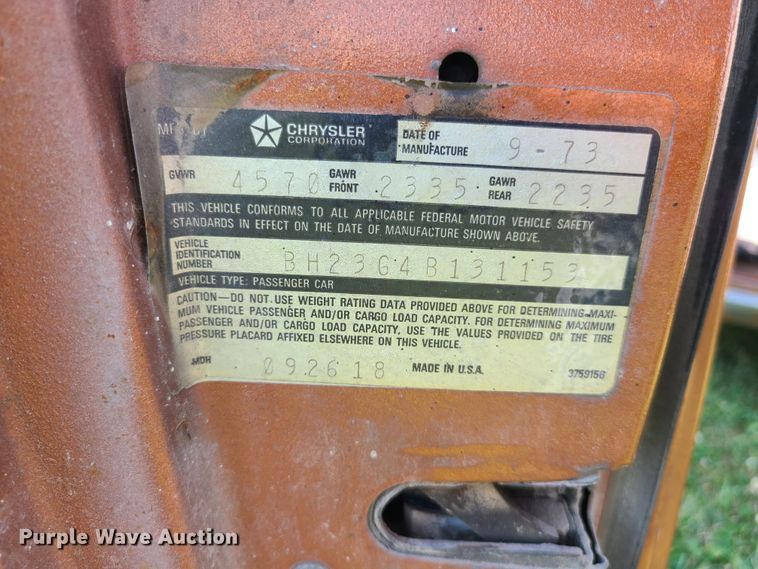 CHRYSLER
CORPORATION
DATE OF
MANUFACTURE 9-73
GVWR 4570 GAWR FRONT 2335 GAWR REAR 2235
THIS VEHICLE CONFORMS TO ALL APPLICABLE FEDERAL MOTOR VEHICLE SAFETY
STANDARDS IN EFFECT ON THE DATE OF MANUFACTURE SHOWN ABOVE.
VEHICLE
IDENTIFICATION
NUMBER BH23G4B131153
VEHICLE TYPE: PASSENGER CAR
CAUTION—DO NOT USE WEIGHT RATING DATA PROVIDED ABOVE FOR DETERMINING MAXI-
MUM VEHICLE PASSENGER AND/OR CARGO LOAD CAPACITY. FOR DETERMINING MAXIMUM
PASSENGER AND/OR CARGO LOAD CAPACITY, USE THE VALUES PROVIDED ON THE TIRE
PRESSURE PLACARD AFFIXED ELSEWHERE ON THIS VEHICLE.
MDH 092618 MADE IN U.S.A. 3759156
Purple Wave Auction